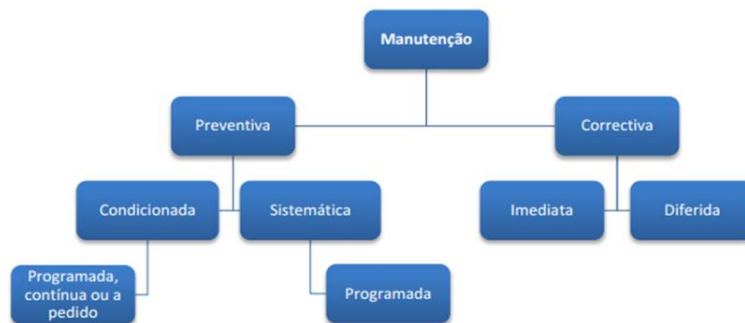 Manutenção
Preventiva
Correctiva
Condicionada
Sistemática
Imediata
Diferida
Programada,
contínua ou a
pedido
Programada